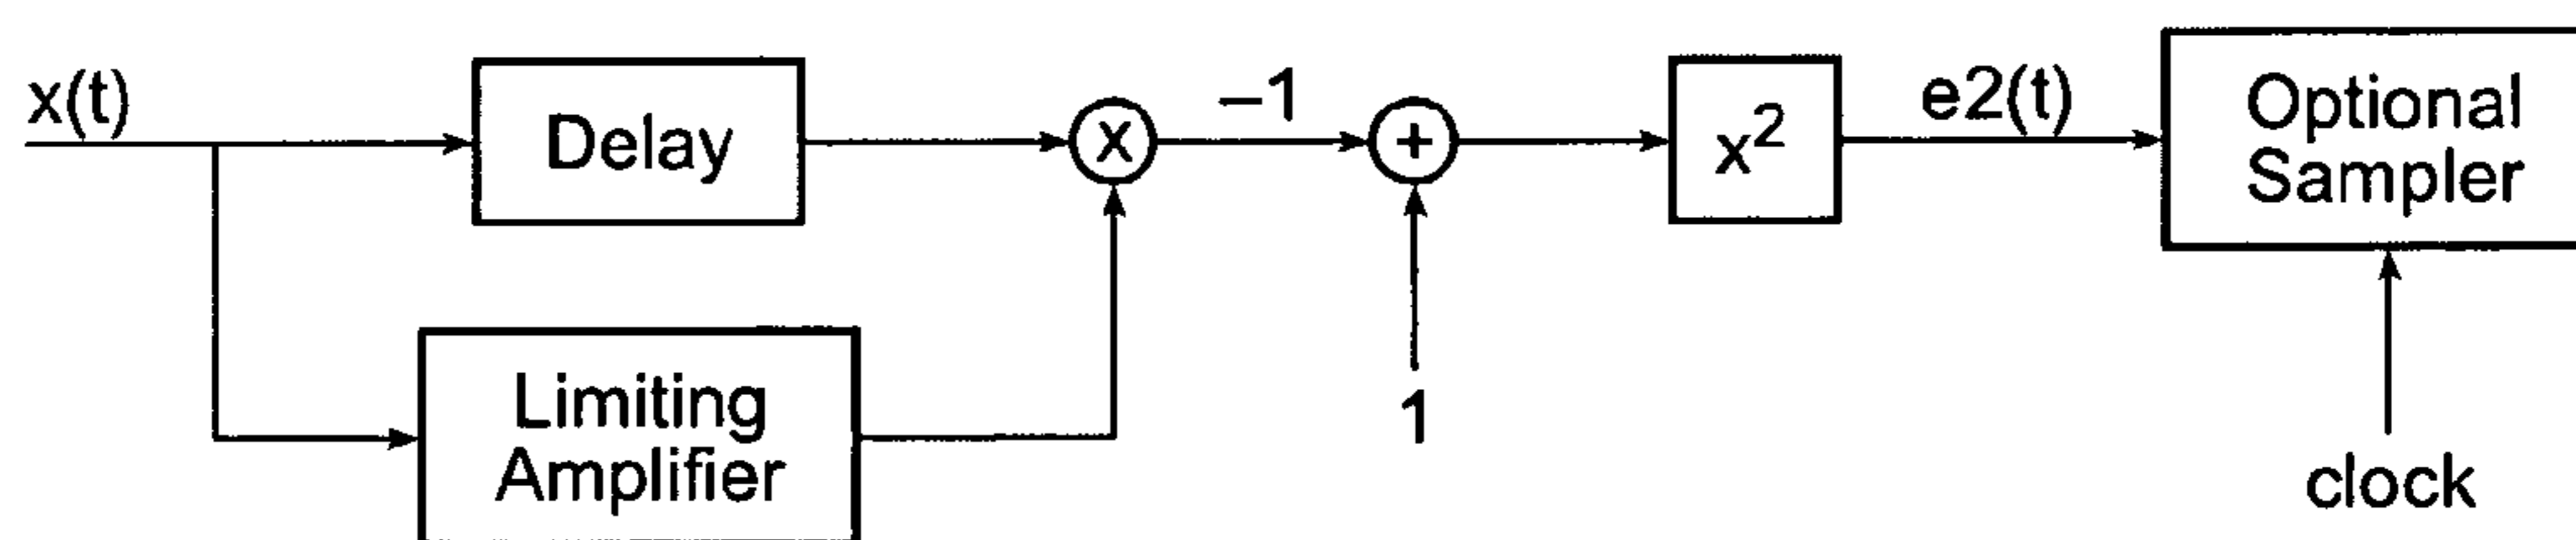 x(t)
Delay
x
−1
+
x²
e2(t)
Optional
Sampler
Limiting
Amplifier
1
clock